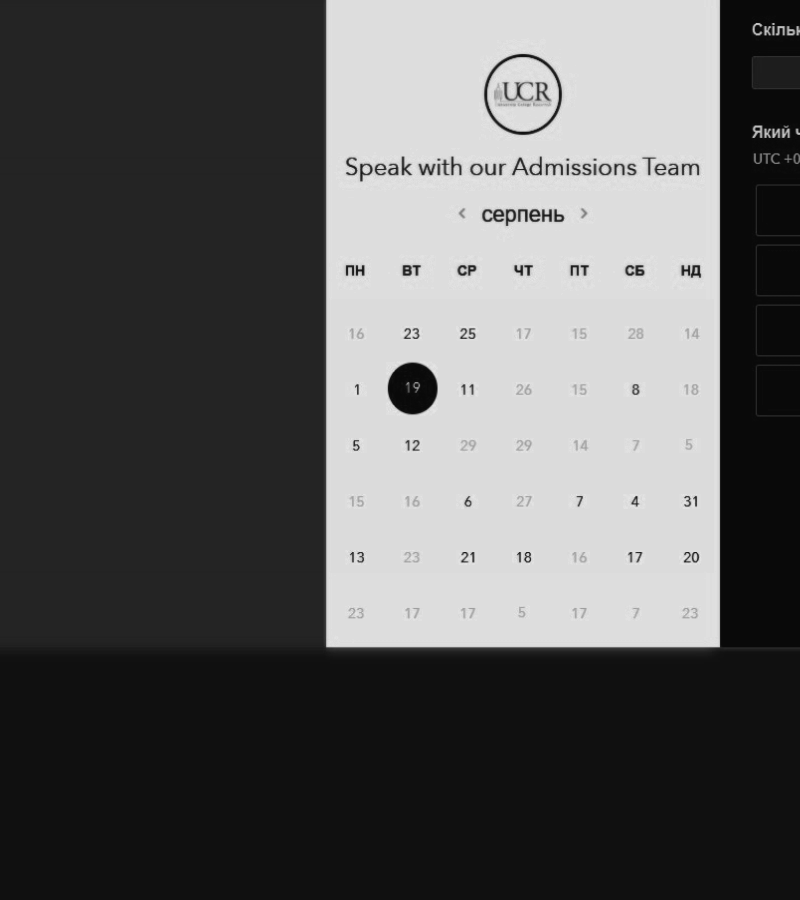 UCR
Speak with our Admissions Team
серпень
ПН ВТ СР ЧТ ПТ СБ НД
16 23 25 17 15 28 14
1 19 11 26 15 8 18
5 12 29 29 14 7 5
15 16 6 27 7 4 31
13 23 21 18 16 17 20
23 17 17 5 17 7 23
Скільк
Який ч
UTC +0